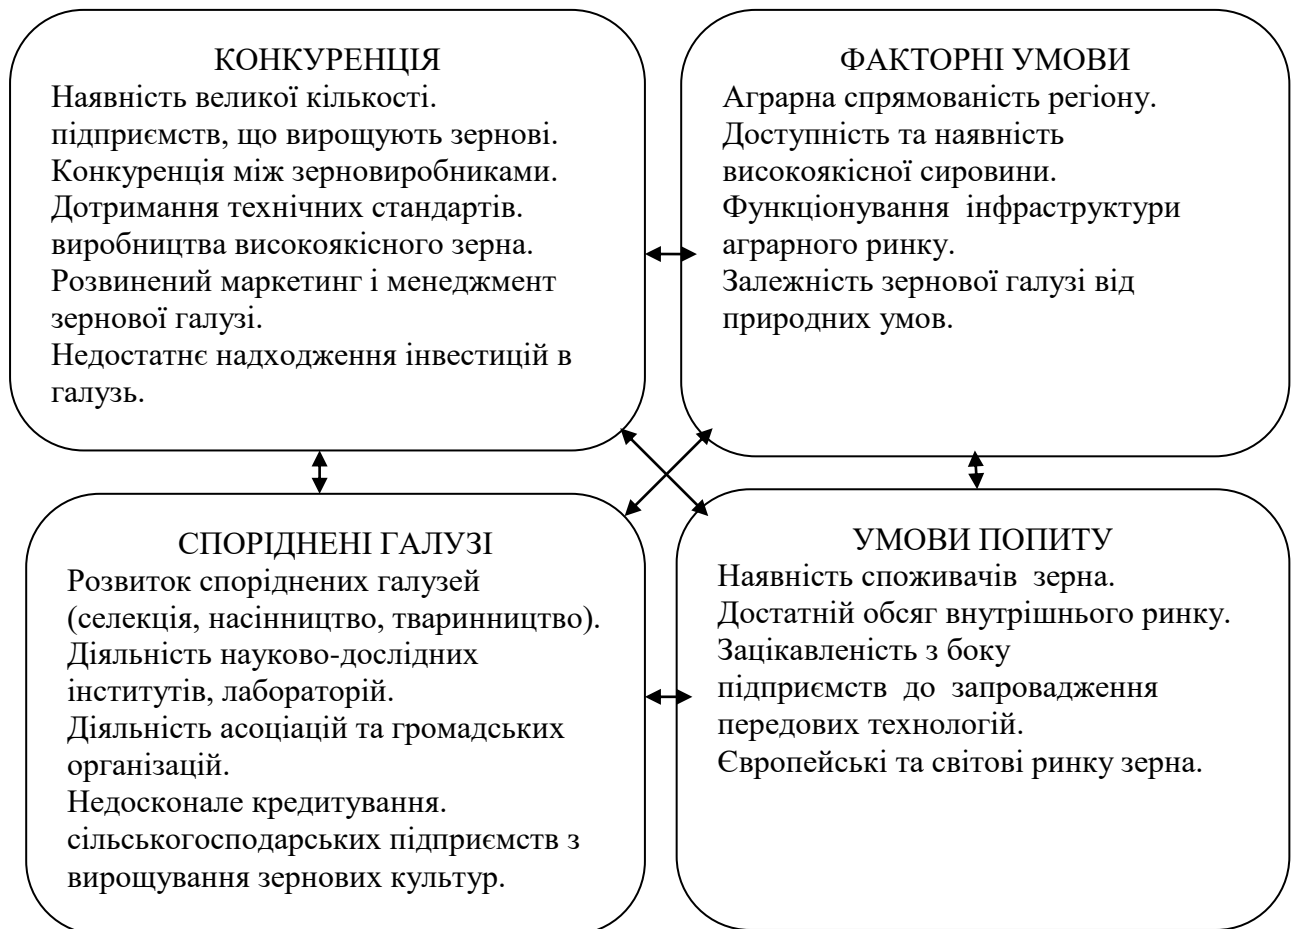 КОНКУРЕНЦІЯ
Наявність великої кількості.
підприємств, що вирощують зернові.
Конкуренція між зерновиробниками.
Дотримання технічних стандартів.
виробництва високоякісного зерна.
Розвинений маркетинг і менеджмент
зернової галузі.
Недостатнє надходження інвестицій в
галузь.
ФАКТОРНІ УМОВИ
Аграрна спрямованість регіону.
Доступність та наявність
високоякісної сировини.
Функціонування інфраструктури
аграрного ринку.
Залежність зернової галузі від
природних умов.
СПОРІДНЕНІ ГАЛУЗІ
Розвиток споріднених галузей
(селекція, насінництво, тваринництво).
Діяльність науково-дослідних
інститутів, лабораторій.
Діяльність асоціацій та громадських
організацій.
Недосконале кредитування.
сільськогосподарських підприємств з
вирощування зернових культур.
УМОВИ ПОПИТУ
Наявність споживачів зерна.
Достатній обсяг внутрішнього ринку.
Зацікавленість з боку
підприємств до запровадження
передових технологій.
Європейські та світові ринку зерна.